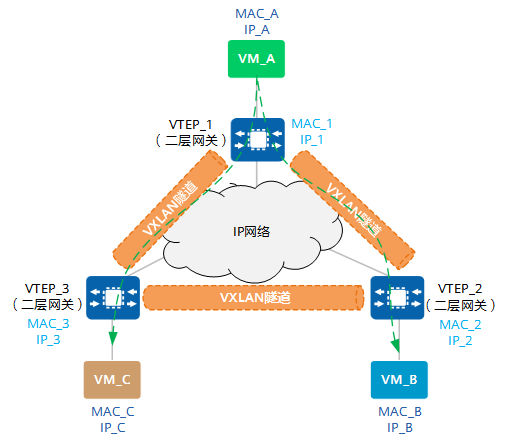 MAC_A
IP_A
VM_A
VTEP_1
（二层网关）
MAC_1
IP_1
VXLAN隧道
VXLAN隧道
IP网络
VTEP_3
（二层网关）
MAC_3
IP_3
VXLAN隧道
VTEP_2
（二层网关）
MAC_2
IP_2
VM_C
MAC_C
IP_C
VM_B
MAC_B
IP_B